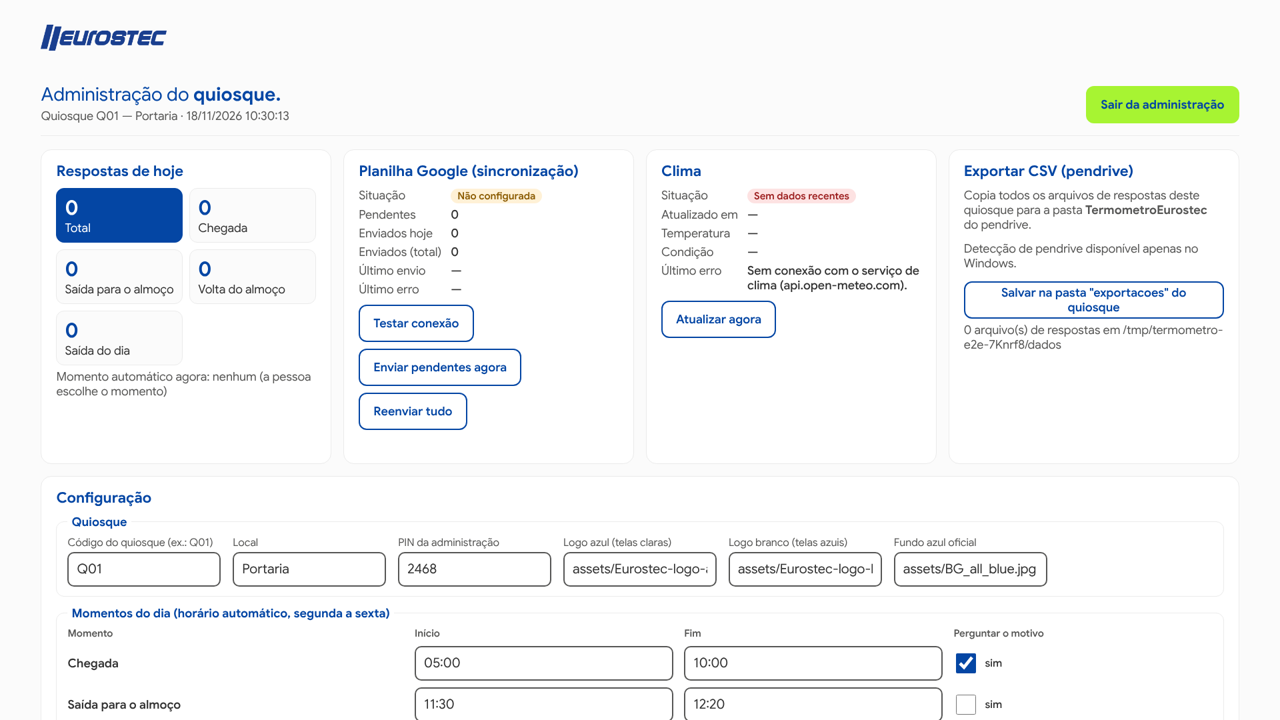 EUROSTEC
Administração do quiosque.
Quiosque Q01 — Portaria · 18/11/2026 10:30:13
Sair da administração
Respostas de hoje
0
Total
0
Chegada
0
Saída para o almoço
0
Volta do almoço
0
Saída do dia
Momento automático agora: nenhum (a pessoa
escolhe o momento)
Planilha Google (sincronização)
Situação Não configurada
Pendentes 0
Enviados hoje 0
Enviados (total) 0
Último envio —
Último erro —
Testar conexão
Enviar pendentes agora
Reenviar tudo
Clima
Situação Sem dados recentes
Atualizado em —
Temperatura —
Condição —
Último erro Sem conexão com o serviço de
clima (api.open-meteo.com).
Atualizar agora
Exportar CSV (pendrive)
Copia todos os arquivos de respostas deste
quiosque para a pasta TermometroEurostec
do pendrive.
Detecção de pendrive disponível apenas no
Windows.
Salvar na pasta "exportacoes" do
quiosque
0 arquivo(s) de respostas em /tmp/termometro-
e2e-7Knrf8/dados
Configuração
Quiosque
Código do quiosque (ex.: Q01) Local PIN da administração Logo azul (telas claras) Logo branco (telas azuis) Fundo azul oficial
Q01 Portaria 2468 assets/Eurostec-logo- assets/Eurostec-logo- assets/BG_all_blue.jpg
Momentos do dia (horário automático, segunda a sexta)
Momento Início Fim Perguntar o motivo
Chegada 05:00 10:00 sim
Saída para o almoço 11:30 12:20 sim